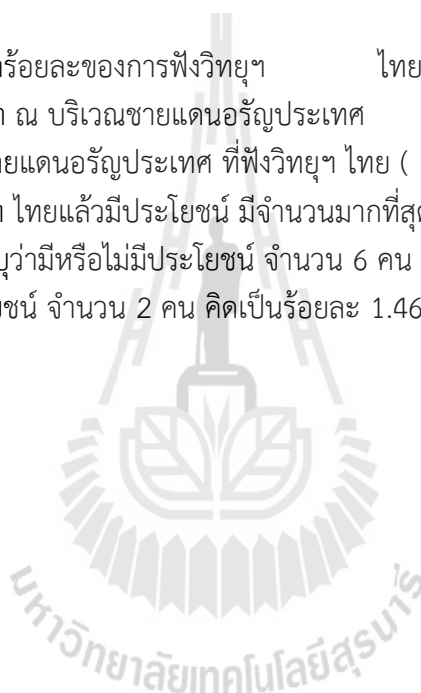 ร้อยละของการฟังวิทยุฯ ไทย
ณ บริเวณชายแดนอรัญประเทศ
ายแดนอรัญประเทศ ที่ฟังวิทยุฯ ไทย (
ไทยแล้วมีประโยชน์ มีจำนวนมากที่สุด
บุว่ามีหรือไม่มีประโยชน์ จำนวน 6 คน
ยชน์ จำนวน 2 คน คิดเป็นร้อยละ 1.46
มหาวิทยาลัยเทคโนโลยีสุรนารี